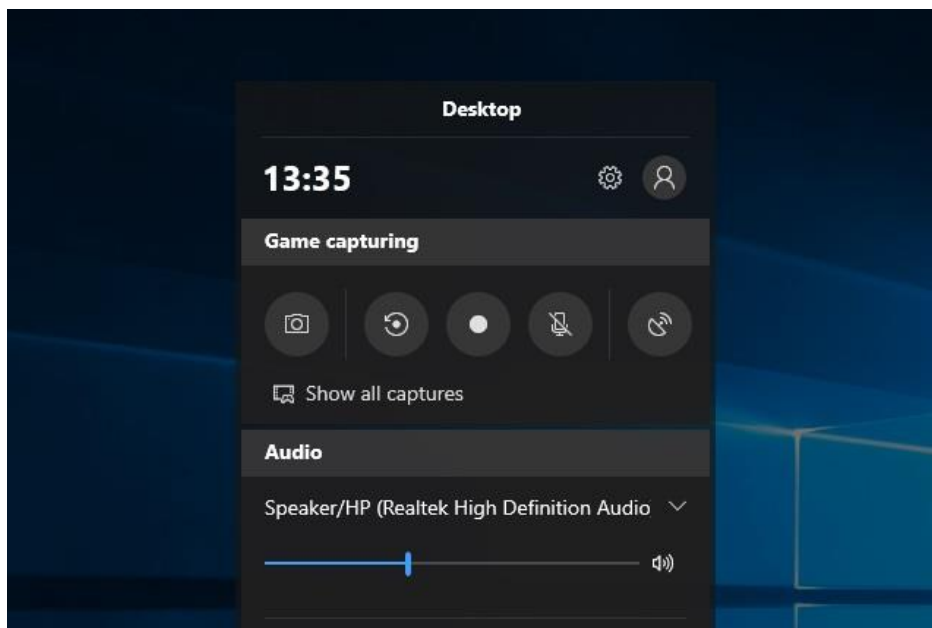 Desktop
13:35
Game capturing
Show all captures
Audio
Speaker/HP (Realtek High Definition Audio